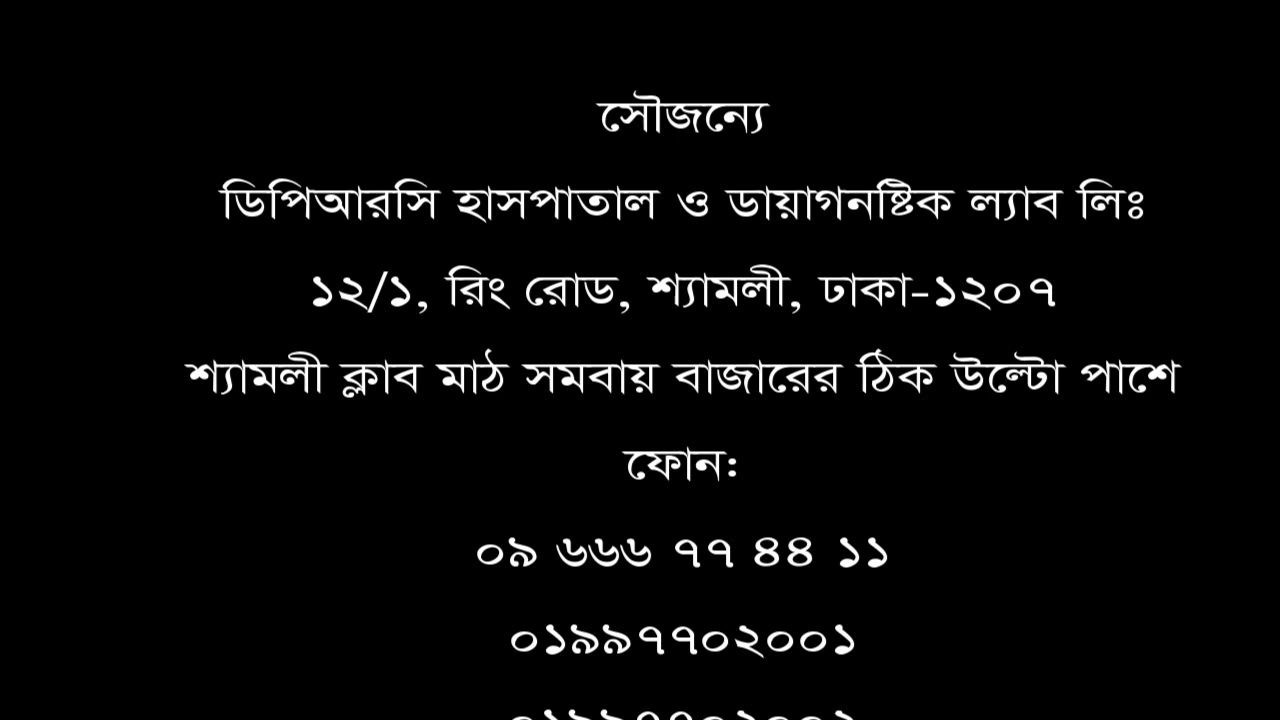 সৌজন্যে
ডিপিআরসি হাসপাতাল ও ডায়াগনষ্টিক ল্যাব লিঃ
১২/১, রিং রোড, শ্যামলী, ঢাকা-১২০৭
শ্যামলী ক্লাব মাঠ সমবায় বাজারের ঠিক উল্টো পাশে
ফোন:
০৯ ৬৬৬ ৭৭ ৪৪ ১১
০১৯৯৭৭০২০০১